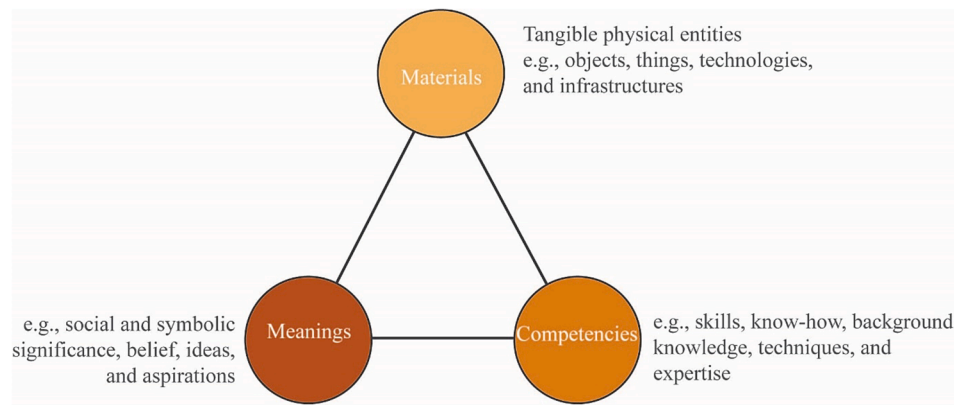 Materials
Tangible physical entities
e.g., objects, things, technologies,
and infrastructures
Meanings
e.g., social and symbolic
significance, belief, ideas,
and aspirations
Competencies
e.g., skills, know-how, background
knowledge, techniques, and
expertise